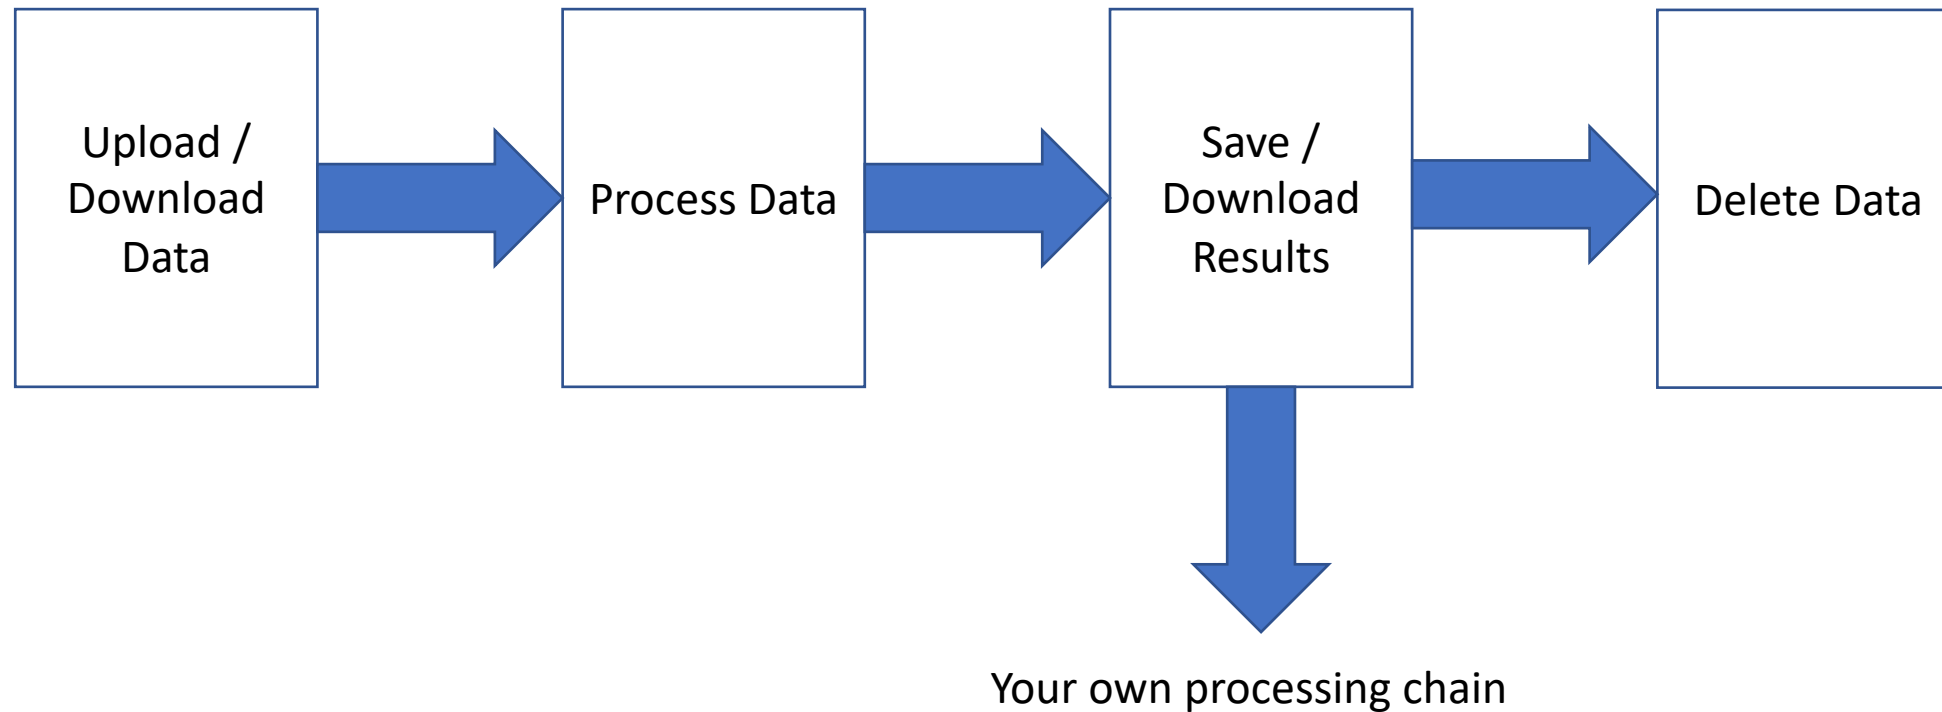 Upload /
Download
Data
Process Data
Save /
Download
Results
Delete Data
Your own processing chain